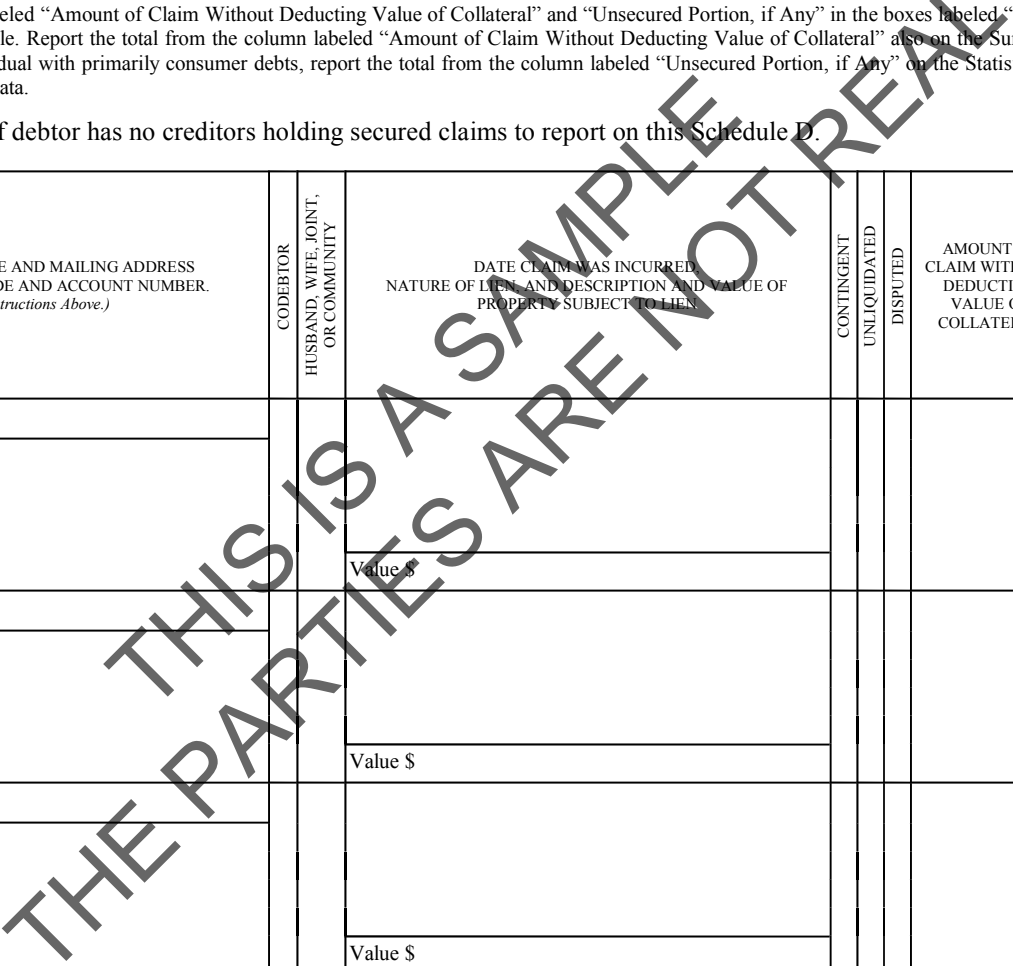 eled “Amount of Claim Without Deducting Value of Collateral” and “Unsecured Portion, if Any” in the boxes labeled “
le. Report the total from the column labeled “Amount of Claim Without Deducting Value of Collateral” also on the Su
dual with primarily consumer debts, report the total from the column labeled “Unsecured Portion, if Any” on the Statis
ata.
f debtor has no creditors holding secured claims to report on this Schedule D.
E AND MAILING ADDRESS
DE AND ACCOUNT NUMBER.
tructions Above.)
CODEBTOR
HUSBAND, WIFE, JOINT,
OR COMMUNITY
DATE CLAIM WAS INCURRED,
NATURE OF LIEN, AND DESCRIPTION AND VALUE OF
PROPERTY SUBJECT TO LIEN
CONTINGENT
UNLIQUIDATED
DISPUTED
AMOUNT
CLAIM WITH
DEDUCTI
VALUE O
COLLATER
Value $
Value $
Value $
THIS IS A SAMPLE
THE PARTIES ARE NOT REAL